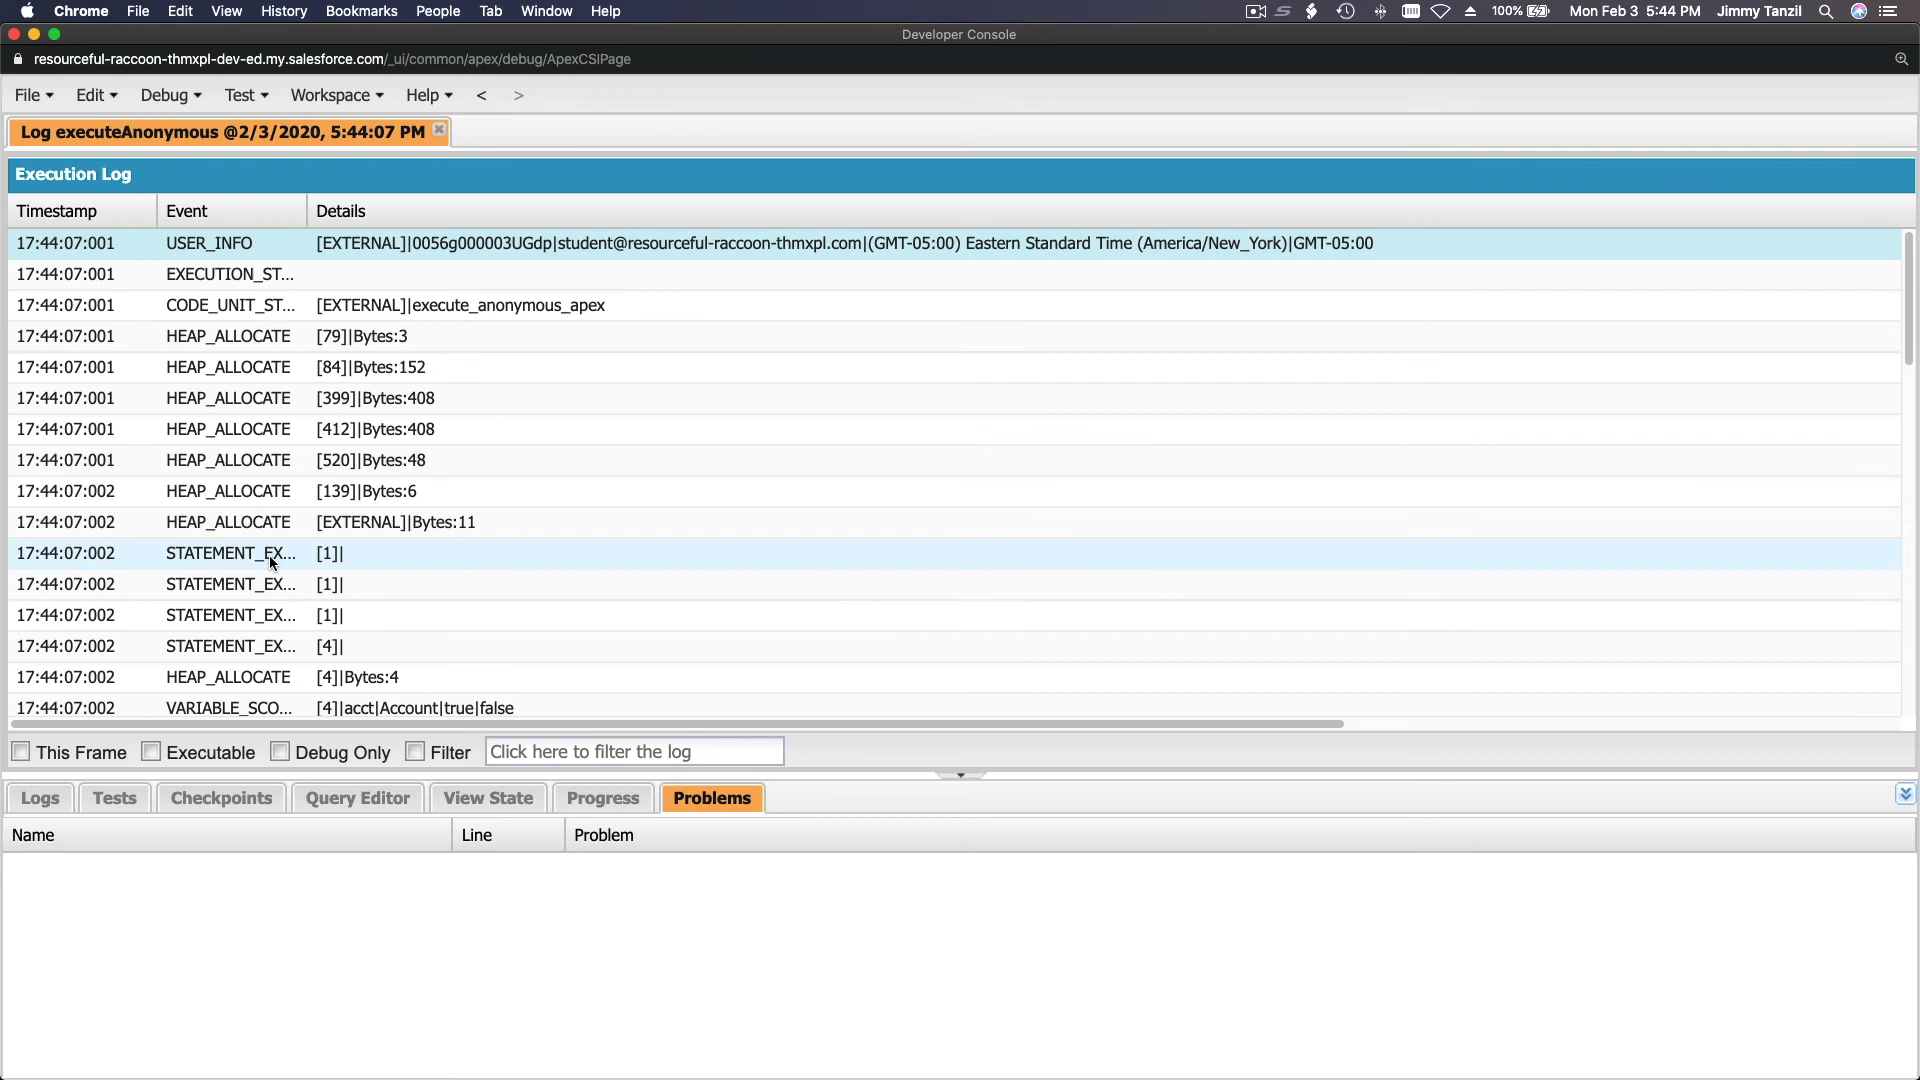 Chrome File Edit View History Bookmarks People Tab Window Help 100% Mon Feb 3 5:44 PM Jimmy Tanzil
Developer Console
resourceful-raccoon-thmxpl-dev-ed.my.salesforce.com/_ui/common/apex/debug/ApexCSIPage
File Edit Debug Test Workspace Help < >
Log executeAnonymous @2/3/2020, 5:44:07 PM
Execution Log
Timestamp Event Details
17:44:07:001 USER_INFO [EXTERNAL]|0056g000003UGdp|student@resourceful-raccoon-thmxpl.com|(GMT-05:00) Eastern Standard Time (America/New_York)|GMT-05:00
17:44:07:001 EXECUTION_ST...
17:44:07:001 CODE_UNIT_ST... [EXTERNAL]|execute_anonymous_apex
17:44:07:001 HEAP_ALLOCATE [79]|Bytes:3
17:44:07:001 HEAP_ALLOCATE [84]|Bytes:152
17:44:07:001 HEAP_ALLOCATE [399]|Bytes:408
17:44:07:001 HEAP_ALLOCATE [412]|Bytes:408
17:44:07:001 HEAP_ALLOCATE [520]|Bytes:48
17:44:07:002 HEAP_ALLOCATE [139]|Bytes:6
17:44:07:002 HEAP_ALLOCATE [EXTERNAL]|Bytes:11
17:44:07:002 STATEMENT_EX... [1]|
17:44:07:002 STATEMENT_EX... [1]|
17:44:07:002 STATEMENT_EX... [1]|
17:44:07:002 STATEMENT_EX... [4]|
17:44:07:002 HEAP_ALLOCATE [4]|Bytes:4
17:44:07:002 VARIABLE_SCO... [4]|acct|Account|true|false
This Frame Executable Debug Only Filter Click here to filter the log
Logs Tests Checkpoints Query Editor View State Progress Problems
Name Line Problem